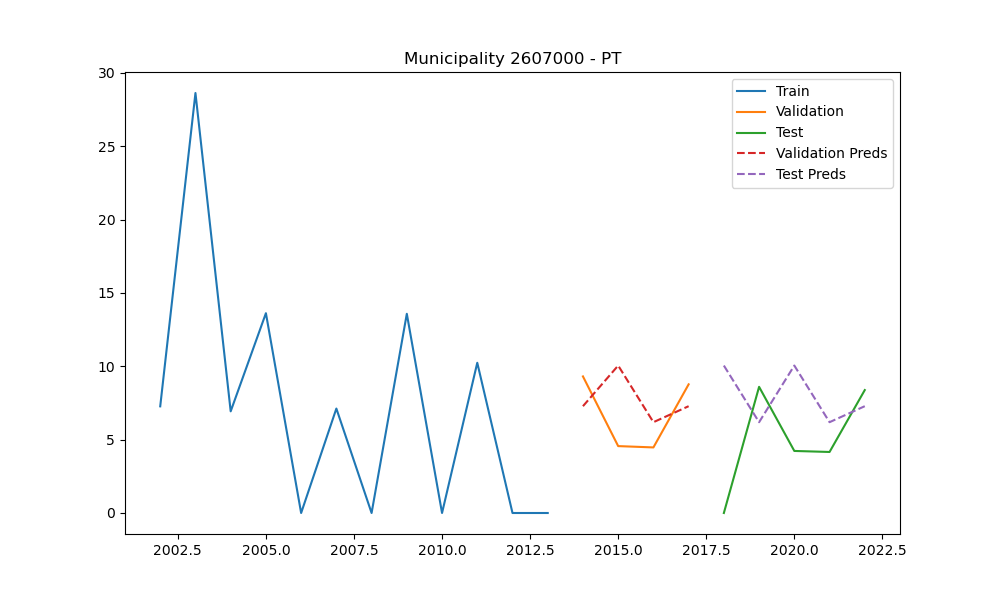 Municipality 2607000 - PT
Train
Validation
Test
Validation Preds
Test Preds
30
25
20
15
10
5
0
2002.5 2005.0 2007.5 2010.0 2012.5 2015.0 2017.5 2020.0 2022.5